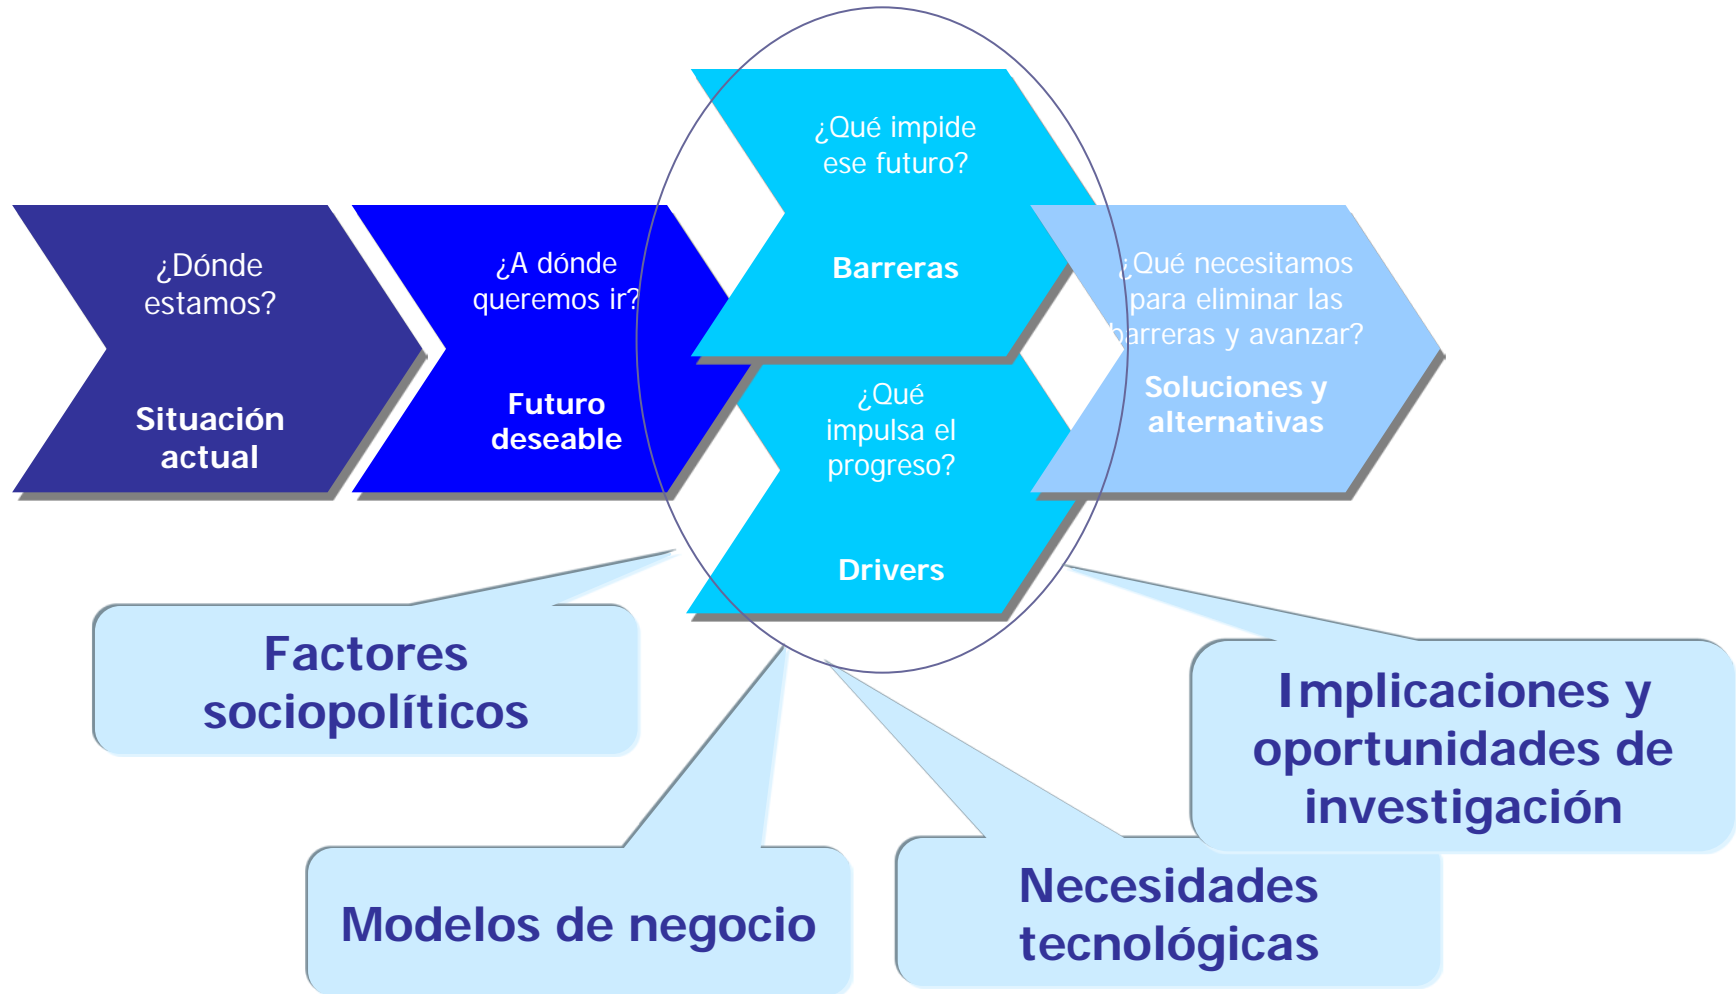 ¿Dónde
estamos?
Situación
actual
¿A dónde
queremos ir?
Futuro
deseable
¿Qué impide
ese futuro?
Barreras
¿Qué
impulsa el
progreso?
Drivers
¿Qué necesitamos
para eliminar las
barreras y avanzar?
Soluciones y
alternativas
Factores
sociopolíticos
Modelos de negocio
Necesidades
tecnológicas
Implicaciones y
oportunidades de
investigación